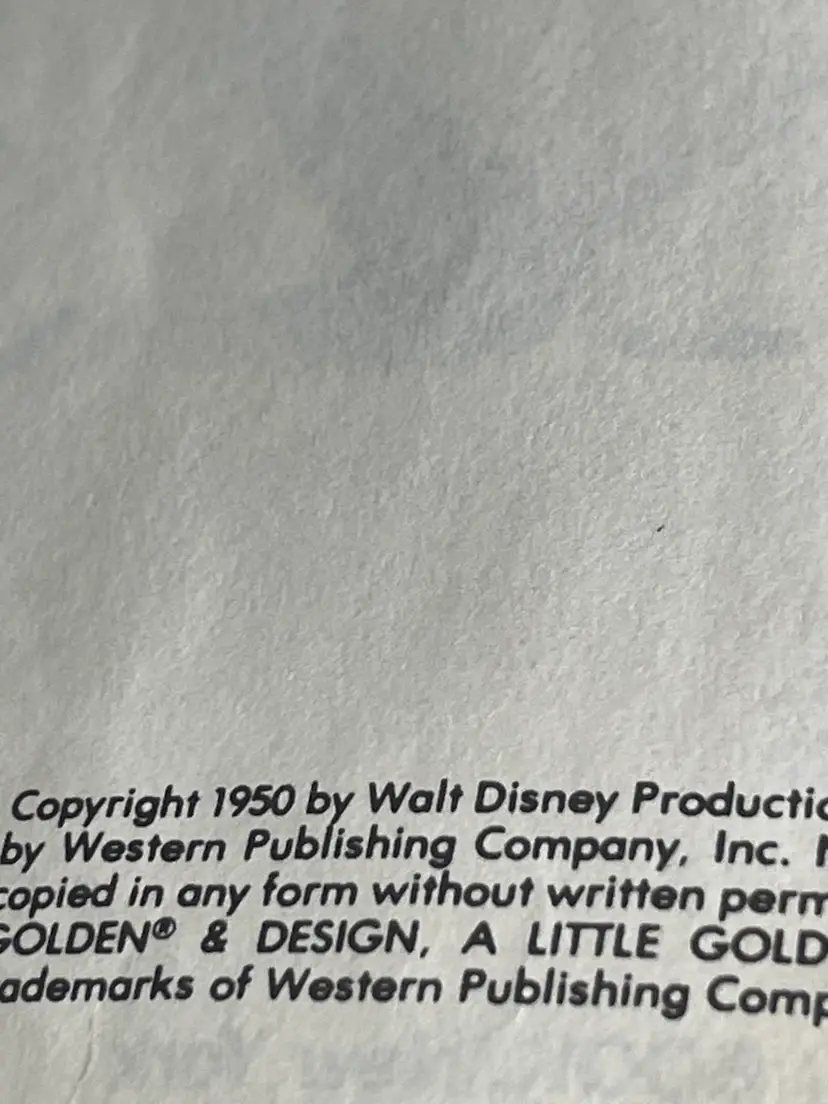 Copyright 1950 by Walt Disney Productio
by Western Publishing Company, Inc.
copied in any form without written perm
GOLDEN® & DESIGN, A LITTLE GOLD
ademarks of Western Publishing Comp